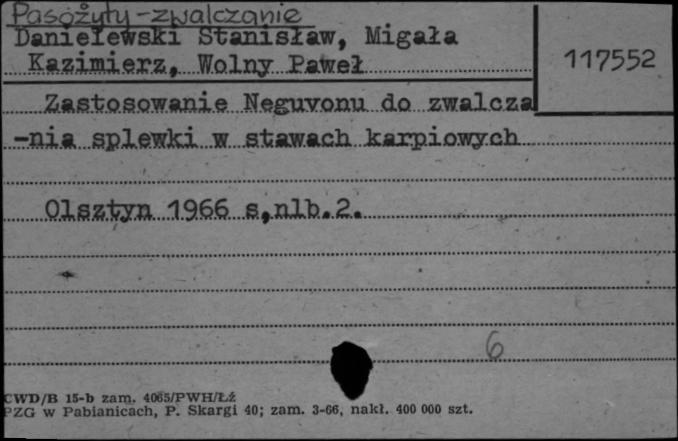 Pasożyty-zwalczanie
Danielewski Stanisław, Migała
Kazimierz, Wolny Paweł
117552
Zastosowanie Neguvonu do zwalcza
-nia splewki w stawach karpiowych
Olsztyn 1966 s,nlb.2.
6
CWD/B 15-b zam. 4065/PWH/Łź
PZG w Pabianicach, P. Skargi 40; zam. 3-66, nakł. 400 000 szt.